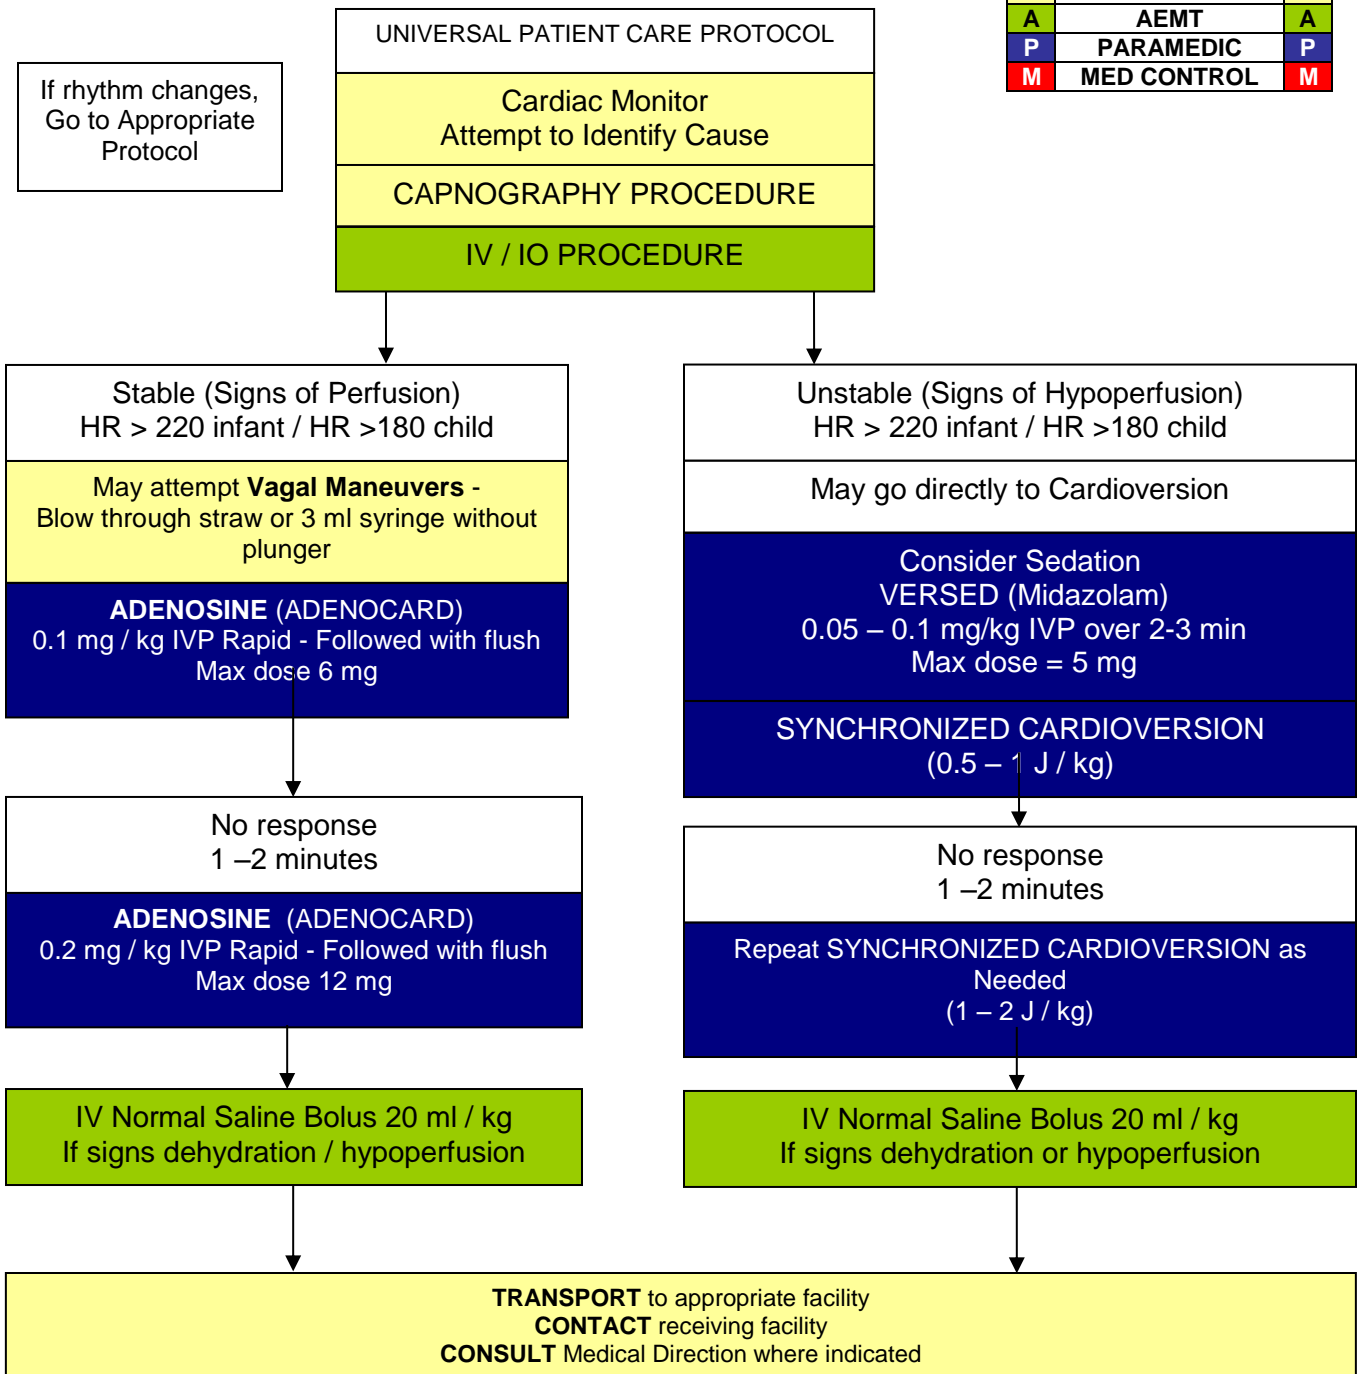 A AEMT A
P PARAMEDIC P
M MED CONTROL M
UNIVERSAL PATIENT CARE PROTOCOL
If rhythm changes,
Go to Appropriate
Protocol
Cardiac Monitor
Attempt to Identify Cause
CAPNOGRAPHY PROCEDURE
IV / IO PROCEDURE
Stable (Signs of Perfusion)
HR > 220 infant / HR >180 child
May attempt Vagal Maneuvers -
Blow through straw or 3 ml syringe without
plunger
ADENOSINE (ADENOCARD)
0.1 mg / kg IVP Rapid - Followed with flush
Max dose 6 mg
No response
1 –2 minutes
ADENOSINE (ADENOCARD)
0.2 mg / kg IVP Rapid - Followed with flush
Max dose 12 mg
IV Normal Saline Bolus 20 ml / kg
If signs dehydration / hypoperfusion
Unstable (Signs of Hypoperfusion)
HR > 220 infant / HR >180 child
May go directly to Cardioversion
Consider Sedation
VERSED (Midazolam)
0.05 – 0.1 mg/kg IVP over 2-3 min
Max dose = 5 mg
SYNCHRONIZED CARDIOVERSION
(0.5 – 1 J / kg)
No response
1 –2 minutes
Repeat SYNCHRONIZED CARDIOVERSION as
Needed
(1 – 2 J / kg)
IV Normal Saline Bolus 20 ml / kg
If signs dehydration or hypoperfusion
TRANSPORT to appropriate facility
CONTACT receiving facility
CONSULT Medical Direction where indicated